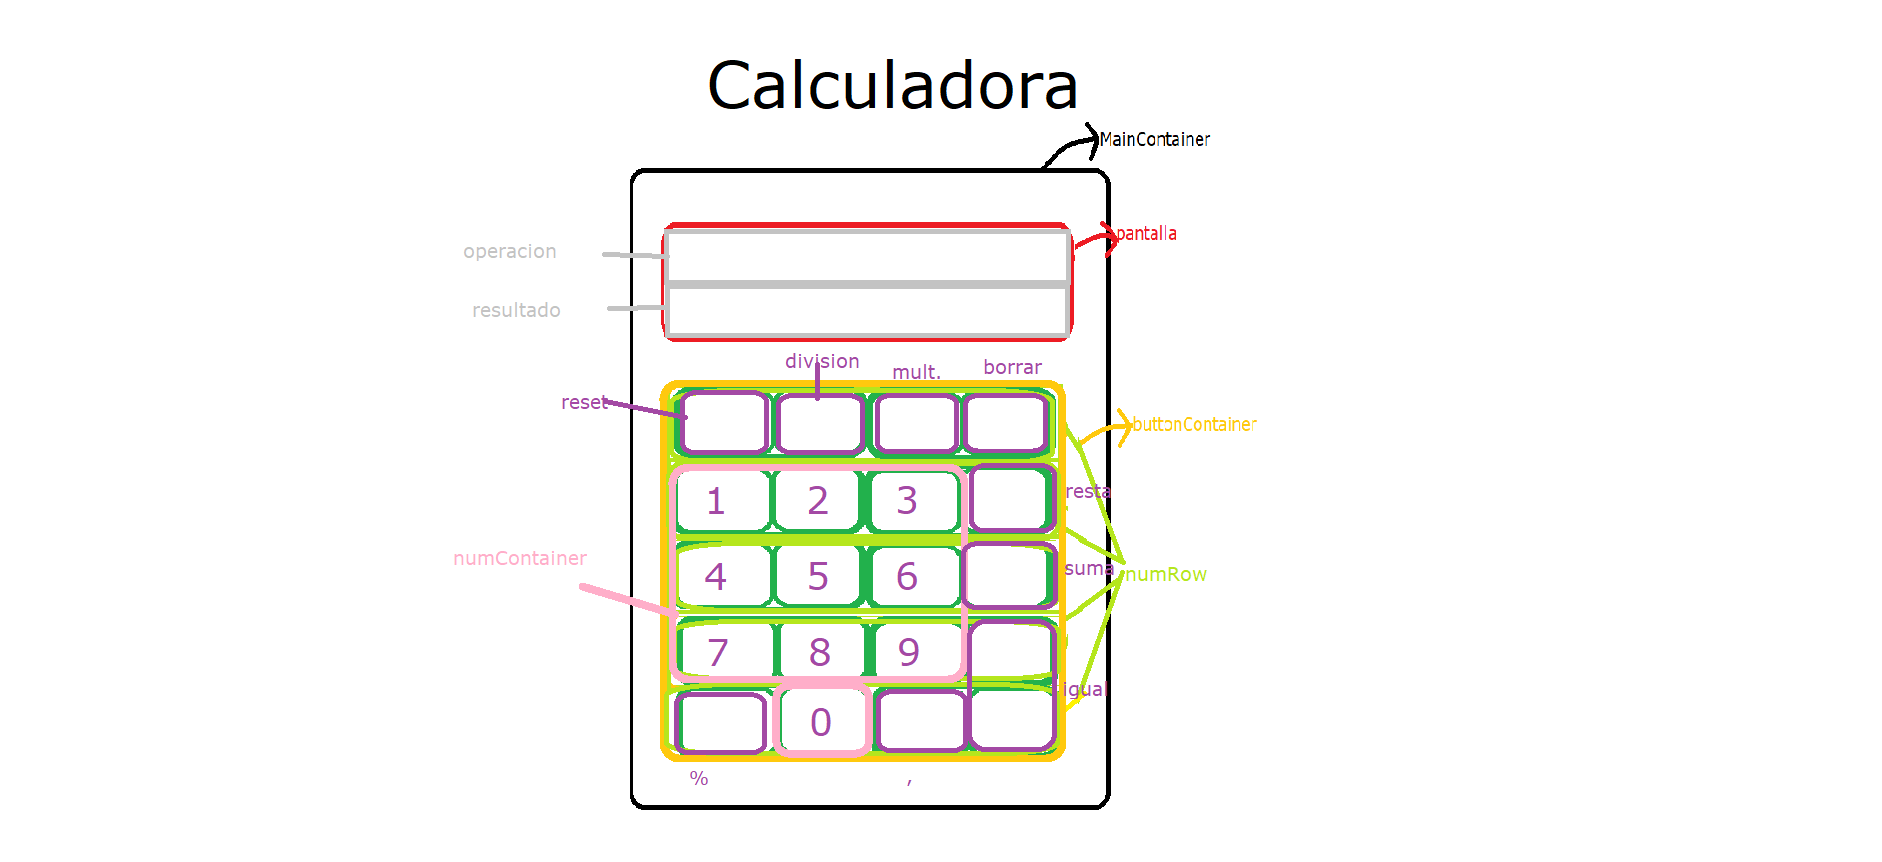 Calculadora
MainContainer
pantalla
operacion
resultado
division
mult.
borrar
reset
buttonContainer
1 2 3
resta
numContainer
4 5 6
suma
numRow
7 8 9
igual
0
%
,